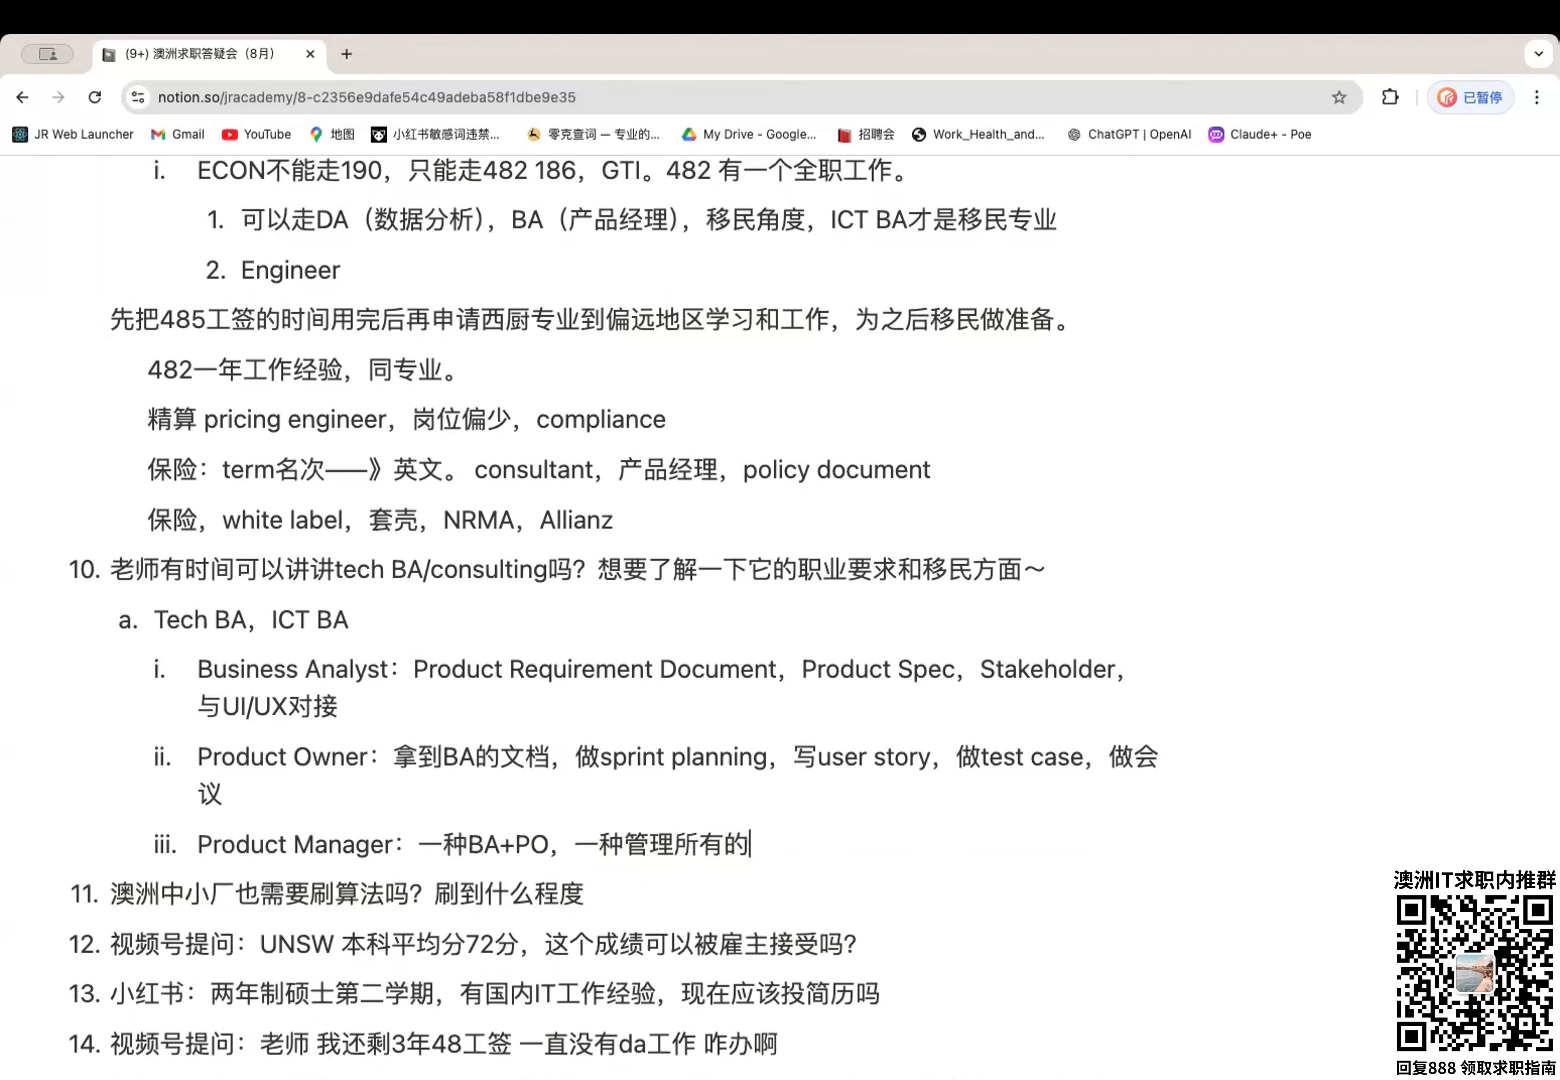 (9+) 澳洲求职答疑会（8月）
notion.so/jracademy/8-c2356e9dafe54c49adeba58f1dbe9e35
已暂停
JR Web Launcher
Gmail
YouTube
地图
小红书敏感词违禁...
零克查词 — 专业的...
My Drive - Google...
招聘会
Work_Health_and...
ChatGPT | OpenAI
Claude+ - Poe
i. ECON不能走190，只能走482 186，GTI。482 有一个全职工作。
1. 可以走DA（数据分析），BA（产品经理），移民角度，ICT BA才是移民专业
2. Engineer
先把485工签的时间用完后再申请西厨专业到偏远地区学习和工作，为之后移民做准备。
482一年工作经验，同专业。
精算 pricing engineer，岗位偏少，compliance
保险：term名次——》英文。 consultant，产品经理，policy document
保险，white label，套壳，NRMA，Allianz
10. 老师有时间可以讲讲tech BA/consulting吗？想要了解一下它的职业要求和移民方面～
a. Tech BA，ICT BA
i. Business Analyst：Product Requirement Document，Product Spec，Stakeholder，
与UI/UX对接
ii. Product Owner：拿到BA的文档，做sprint planning，写user story，做test case，做会
议
iii. Product Manager：一种BA+PO，一种管理所有的
11. 澳洲中小厂也需要刷算法吗？刷到什么程度
12. 视频号提问：UNSW 本科平均分72分，这个成绩可以被雇主接受吗?
13. 小红书：两年制硕士第二学期，有国内IT工作经验，现在应该投简历吗
14. 视频号提问：老师 我还剩3年48工签 一直没有da工作 咋办啊
澳洲IT求职内推群
回复888 领取求职指南